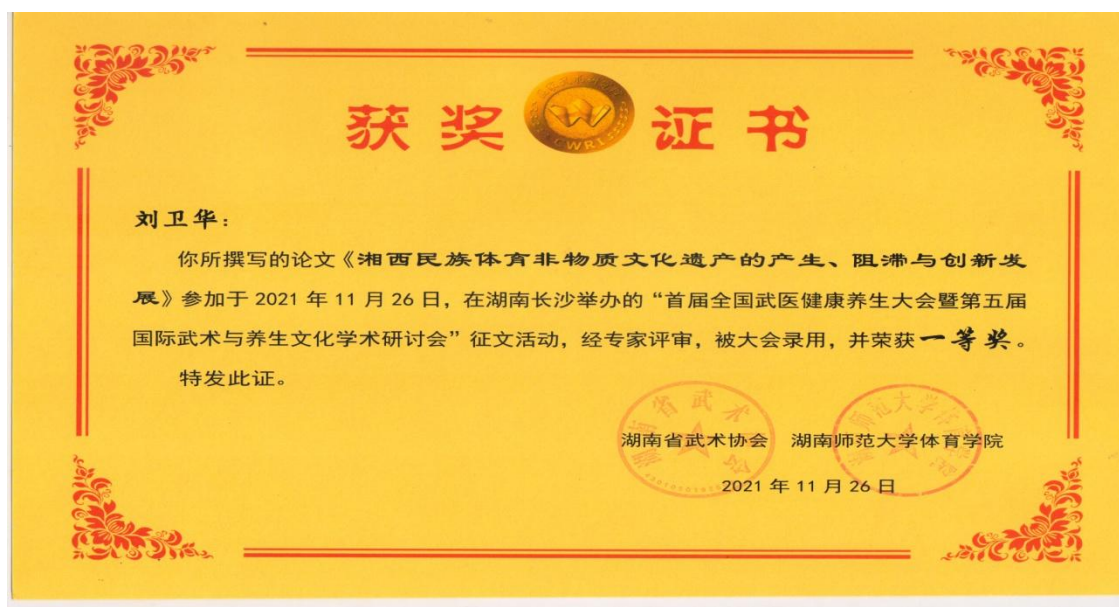 获奖证书
CWRI
刘卫华：
你所撰写的论文《湘西民族体育非物质文化遗产的产生、阻滞与创新发
展》参加于 2021 年 11 月 26 日，在湖南长沙举办的“首届全国武医健康养生大会暨第五届
国际武术与养生文化学术研讨会”征文活动，经专家评审，被大会录用，并荣获一等奖。
特发此证。
湖南省武术协会 湖南师范大学体育学院
2021 年 11 月 26 日